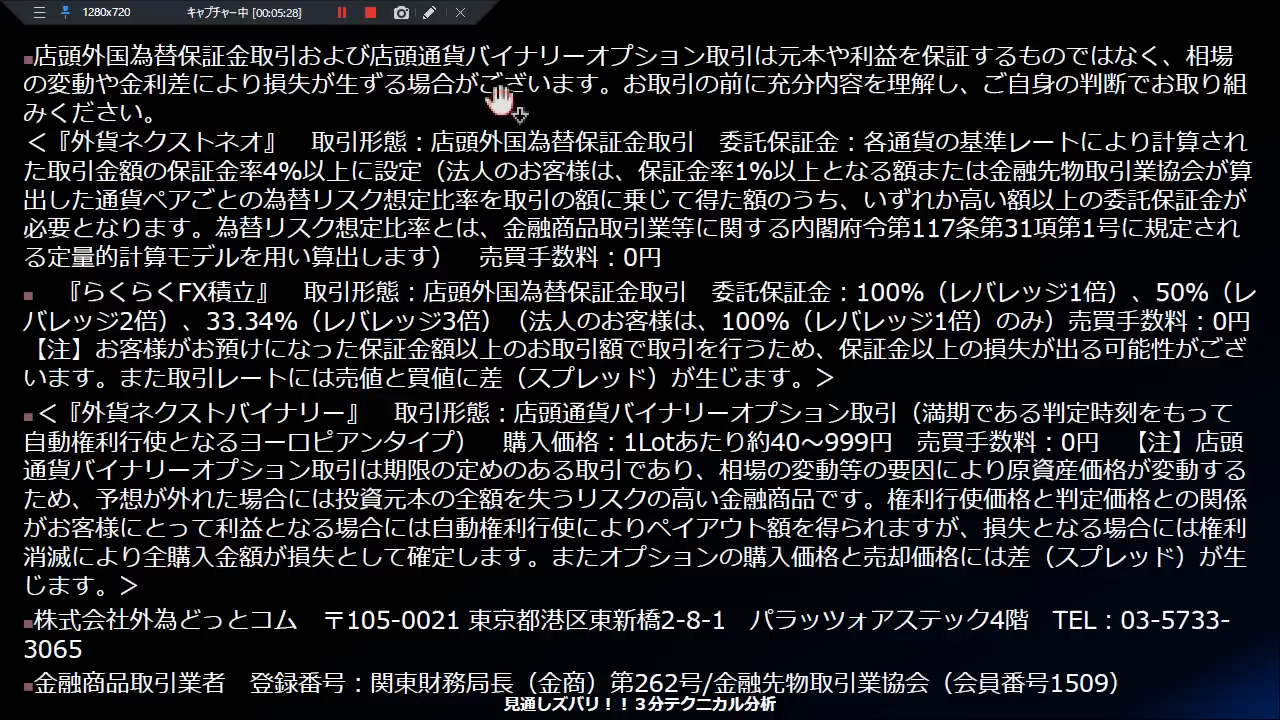 1280x720 キャプチャー中 [00:05:28]
■店頭外国為替保証金取引および店頭通貨バイナリーオプション取引は元本や利益を保証するものではなく、相場
の変動や金利差により損失が生ずる場合がございます。お取引の前に充分内容を理解し、ご自身の判断でお取り組
みください。
＜『外貨ネクストネオ』　取引形態：店頭外国為替保証金取引　委託保証金：各通貨の基準レートにより計算され
た取引金額の保証金率4%以上に設定（法人のお客様は、保証金率1%以上となる額または金融先物取引業協会が算
出した通貨ペアごとの為替リスク想定比率を取引の額に乗じて得た額のうち、いずれか高い額以上の委託保証金が
必要となります。為替リスク想定比率とは、金融商品取引業等に関する内閣府令第117条第31項第1号に規定され
る定量的計算モデルを用い算出します）　売買手数料：0円
■　『らくらくFX積立』　取引形態：店頭外国為替保証金取引　委託保証金：100%（レバレッジ1倍）、50%（レ
バレッジ2倍）、33.34%（レバレッジ3倍）（法人のお客様は、100%（レバレッジ1倍）のみ）売買手数料：0円
【注】お客様がお預けになった保証金額以上のお取引額で取引を行うため、保証金以上の損失が出る可能性がござ
います。また取引レートには売値と買値に差（スプレッド）が生じます。＞
■＜『外貨ネクストバイナリー』　取引形態：店頭通貨バイナリーオプション取引（満期である判定時刻をもって
自動権利行使となるヨーロピアンタイプ）　購入価格：1Lotあたり約40～999円　売買手数料：0円　【注】店頭
通貨バイナリーオプション取引は期限の定めのある取引であり、相場の変動等の要因により原資産価格が変動する
ため、予想が外れた場合には投資元本の全額を失うリスクの高い金融商品です。権利行使価格と判定価格との関係
がお客様にとって利益となる場合には自動権利行使によりペイアウト額を得られますが、損失となる場合には権利
消滅により全購入金額が損失として確定します。またオプションの購入価格と売却価格には差（スプレッド）が生
じます。＞
■株式会社外為どっとコム　〒105-0021 東京都港区東新橋2-8-1　パラッツォアステック4階　TEL：03-5733-
3065
■金融商品取引業者　登録番号：関東財務局長（金商）第262号/金融先物取引業協会（会員番号1509）
見通しズバリ！！３分テクニカル分析